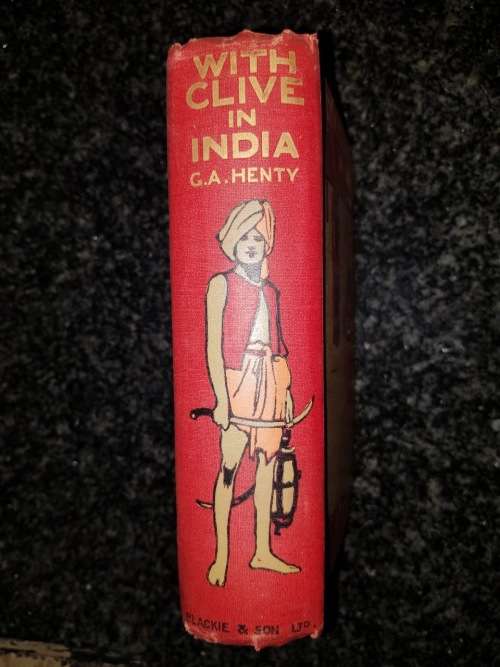 WITH
CLIVE
IN
INDIA
G.A.HENTY
BLACKIE & SON LTD.